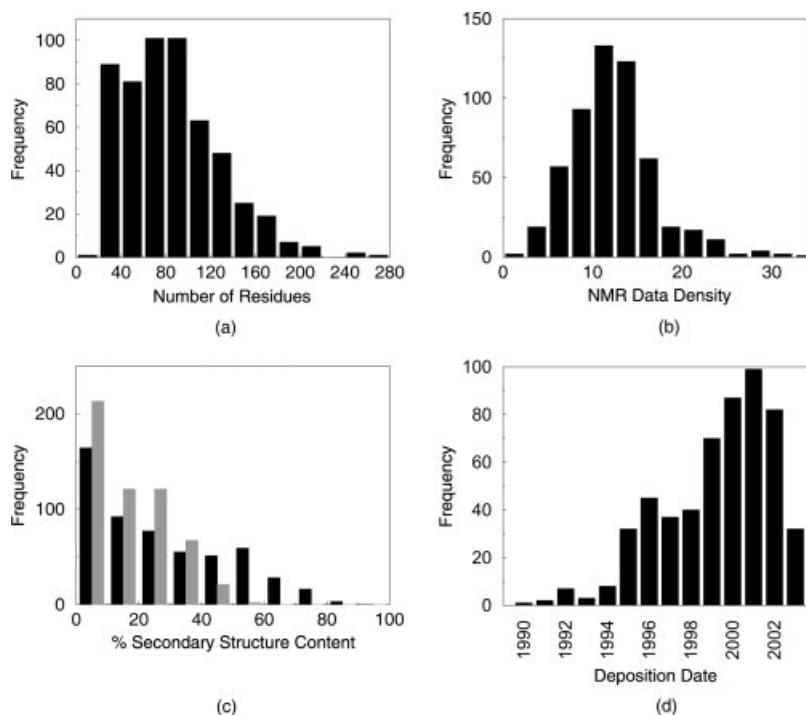 100
80
60
40
20
0
Frequency
0 40 80 120 160 200 240 280
Number of Residues
(a)
150
100
50
0
Frequency
0 10 20 30
NMR Data Density
(b)
200
100
0
Frequency
0 20 40 60 80 100
% Secondary Structure Content
(c)
100
80
60
40
20
0
Frequency
1990 1992 1994 1996 1998 2000 2002
Deposition Date
(d)